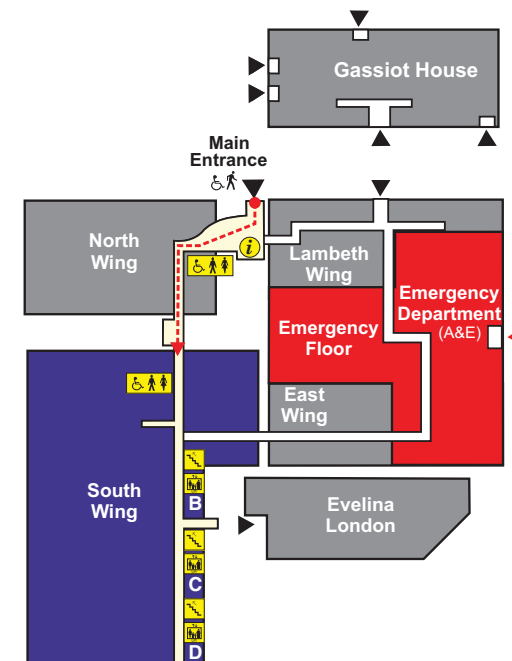 Gassiot House
Main
Entrance
North
Wing
i
Lambeth
Wing
Emergency
Department
(A&E)
Emergency
Floor
East
Wing
South
Wing
B
Evelina
London
C
D